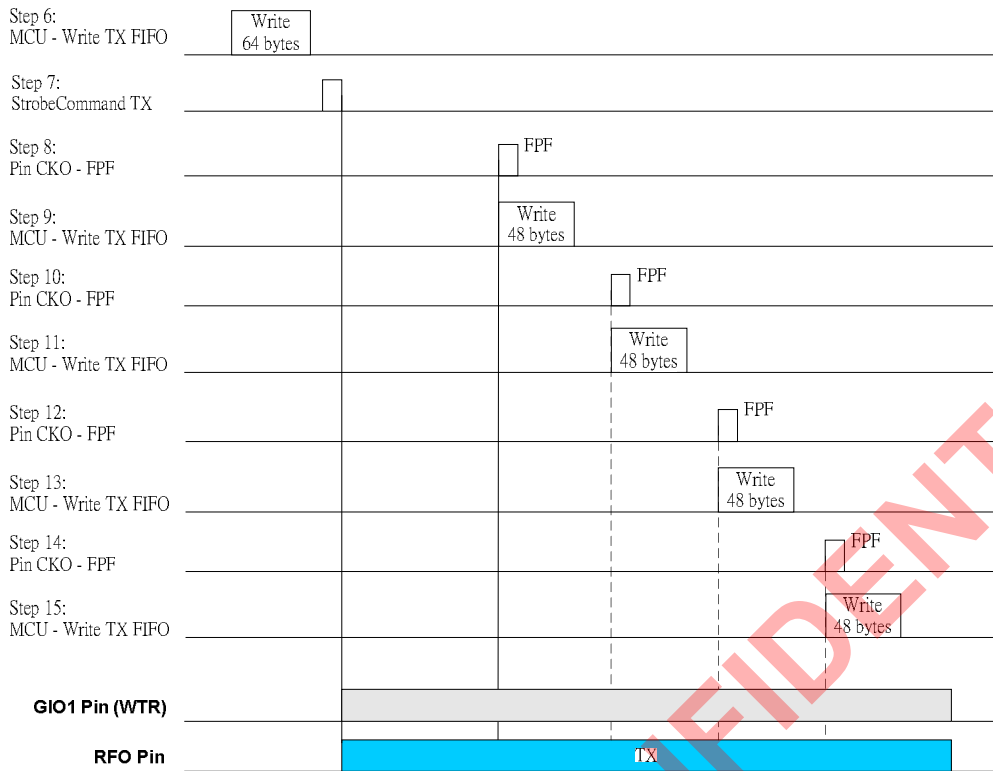 Step 6:
MCU - Write TX FIFO
Write
64 bytes
Step 7:
StrobeCommand TX
Step 8:
Pin CKO - FPF
FPF
Step 9:
MCU - Write TX FIFO
Write
48 bytes
Step 10:
Pin CKO - FPF
FPF
Step 11:
MCU - Write TX FIFO
Write
48 bytes
Step 12:
Pin CKO - FPF
FPF
Step 13:
MCU - Write TX FIFO
Write
48 bytes
Step 14:
Pin CKO - FPF
FPF
Step 15:
MCU - Write TX FIFO
Write
48 bytes
GIO1 Pin (WTR)
RFO Pin
TX
FIDENT